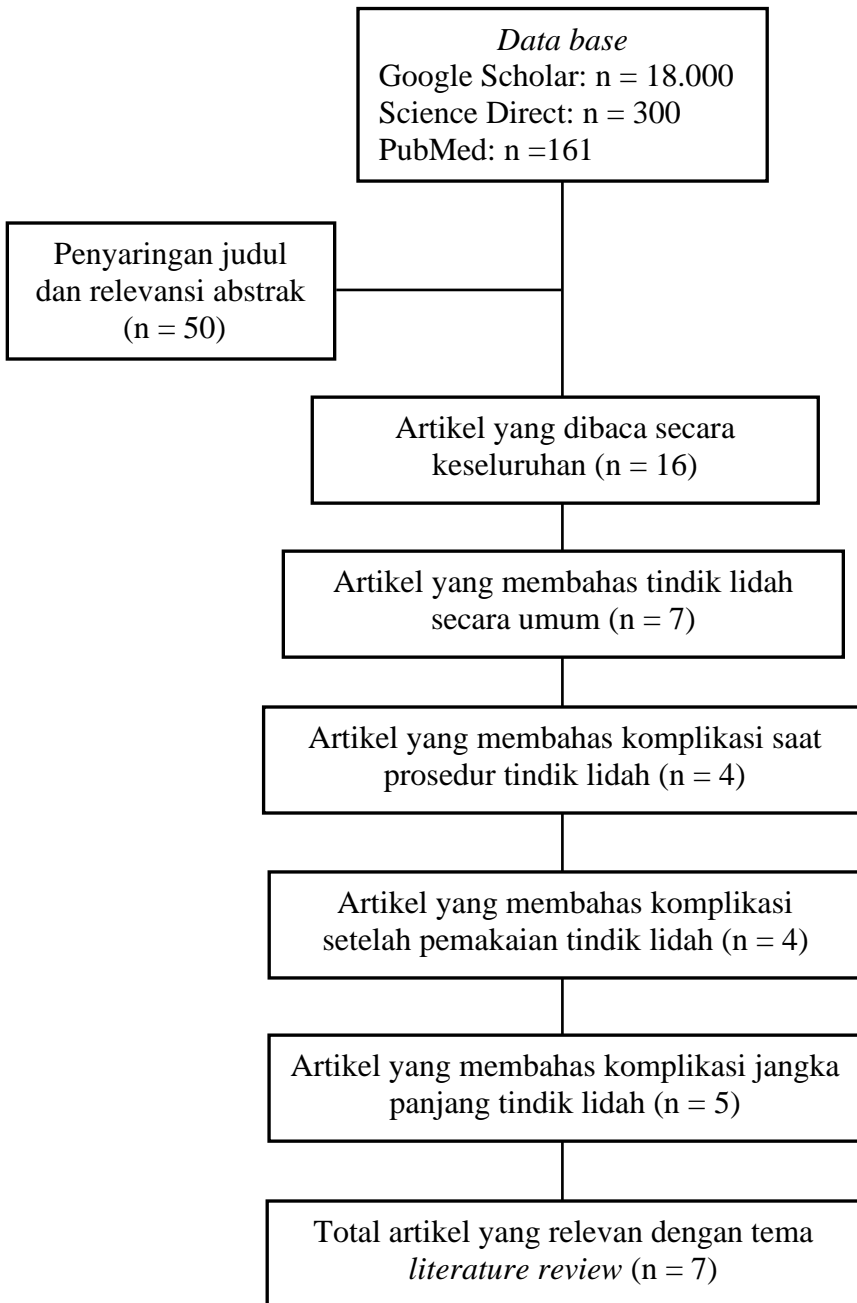 Data base
Google Scholar: n = 18.000
Science Direct: n = 300
PubMed: n =161
Penyaringan judul
dan relevansi abstrak
(n = 50)
Artikel yang dibaca secara
keseluruhan (n = 16)
Artikel yang membahas tindik lidah
secara umum (n = 7)
Artikel yang membahas komplikasi saat
prosedur tindik lidah (n = 4)
Artikel yang membahas komplikasi
setelah pemakaian tindik lidah (n = 4)
Artikel yang membahas komplikasi jangka
panjang tindik lidah (n = 5)
Total artikel yang relevan dengan tema
literature review (n = 7)